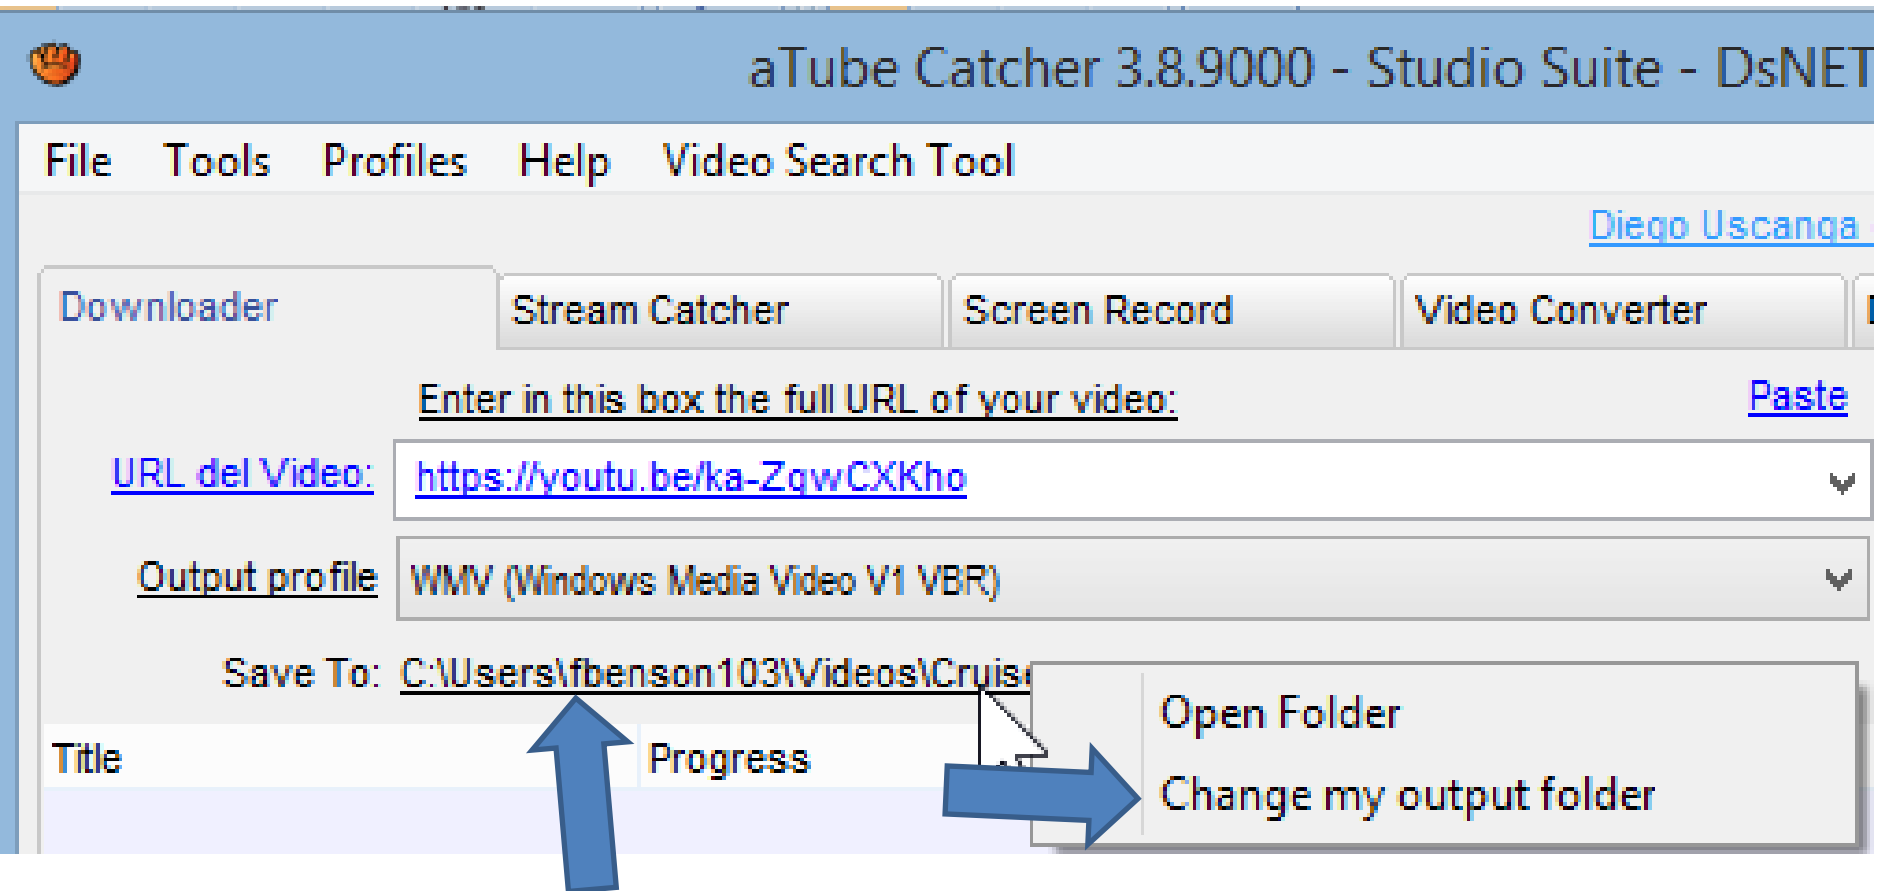 aTube Catcher 3.8.9000 - Studio Suite - DsNET
File Tools Profiles Help Video Search Tool
Diego Uscanga
Downloader Stream Catcher Screen Record Video Converter
Enter in this box the full URL of your video: Paste
URL del Video: https://youtu.be/ka-ZqwCXKho
Output profile WMV (Windows Media Video V1 VBR)
Save To: C:\Users\fbenson103\Videos\Cruise
Open Folder
Title Progress
Change my output folder